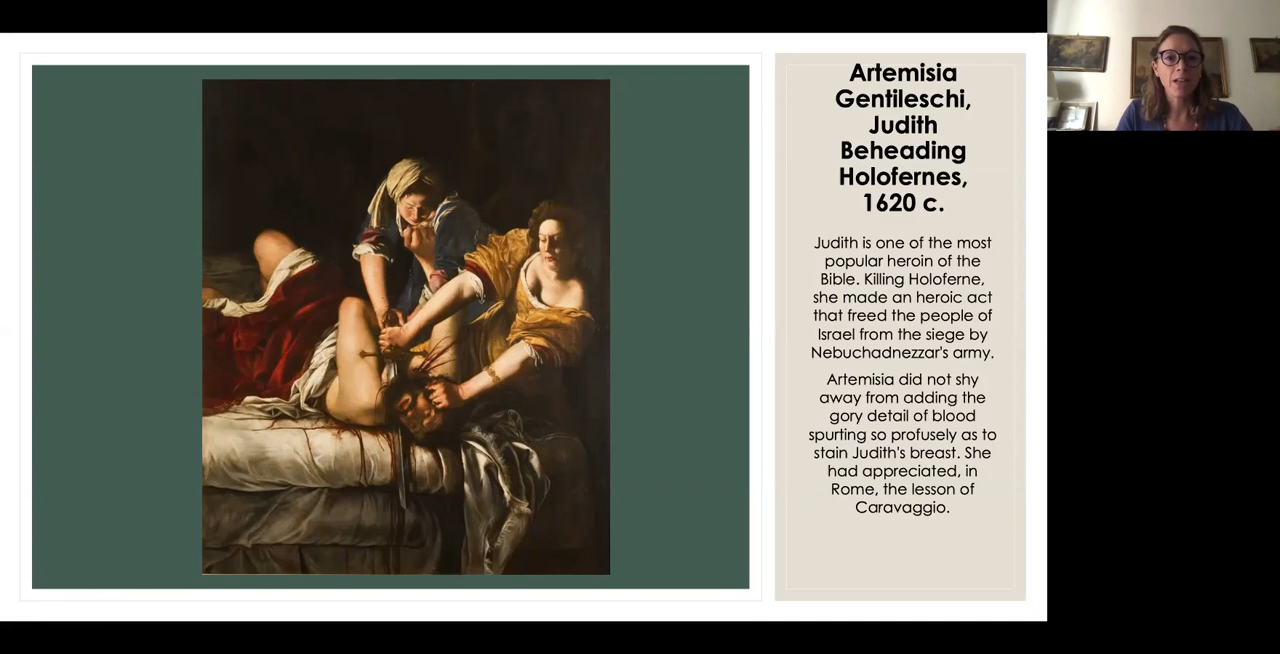 Artemisia
Gentileschi,
Judith
Beheading
Holofernes,
1620 c.
Judith is one of the most
popular heroin of the
Bible. Killing Holoferne,
she made an heroic act
that freed the people of
Israel from the siege by
Nebuchadnezzar's army.
Artemisia did not shy
away from adding the
gory detail of blood
spurting so profusely as to
stain Judith's breast. She
had appreciated, in
Rome, the lesson of
Caravaggio.